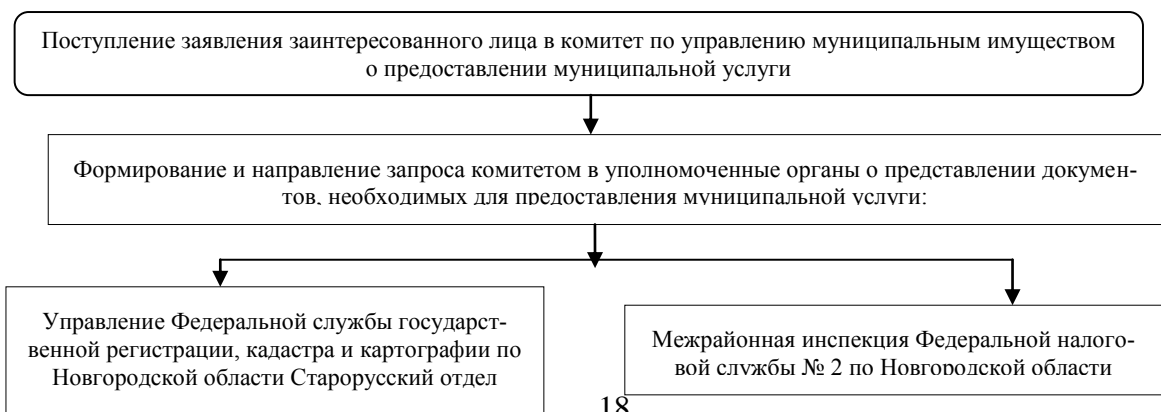 Поступление заявления заинтересованного лица в комитет по управлению муниципальным имуществом
о предоставлении муниципальной услуги
Формирование и направление запроса комитетом в уполномоченные органы о представлении докумен-
тов, необходимых для предоставления муниципальной услуги:
Управление Федеральной службы государст-
венной регистрации, кадастра и картографии по
Новгородской области Старорусский отдел
Межрайонная инспекция Федеральной налого-
вой службы № 2 по Новгородской области
18